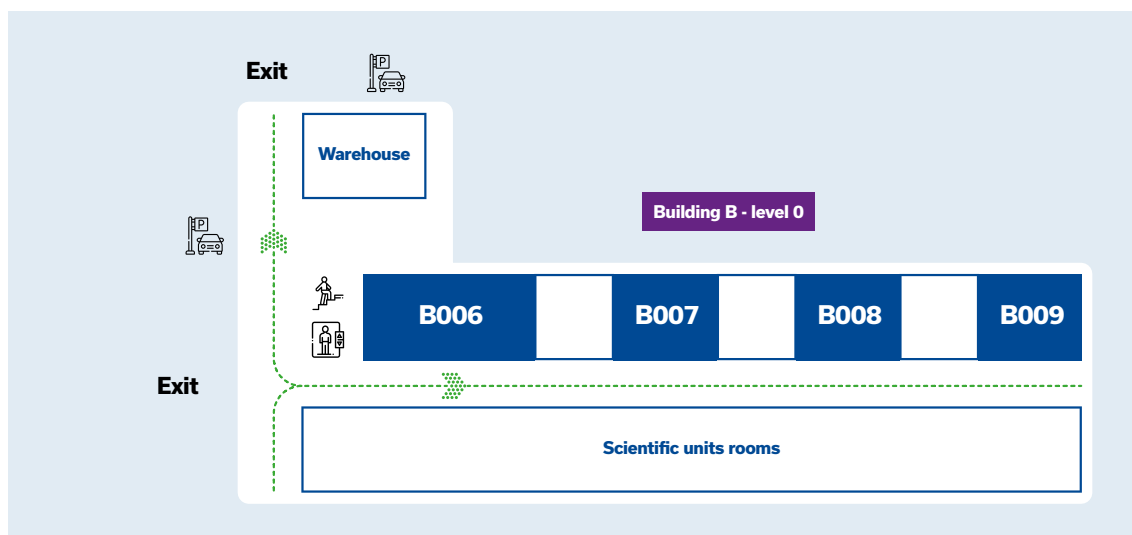 Exit
P
Warehouse
Building B - level 0
P
B006
B007
B008
B009
Exit
Scientific units rooms